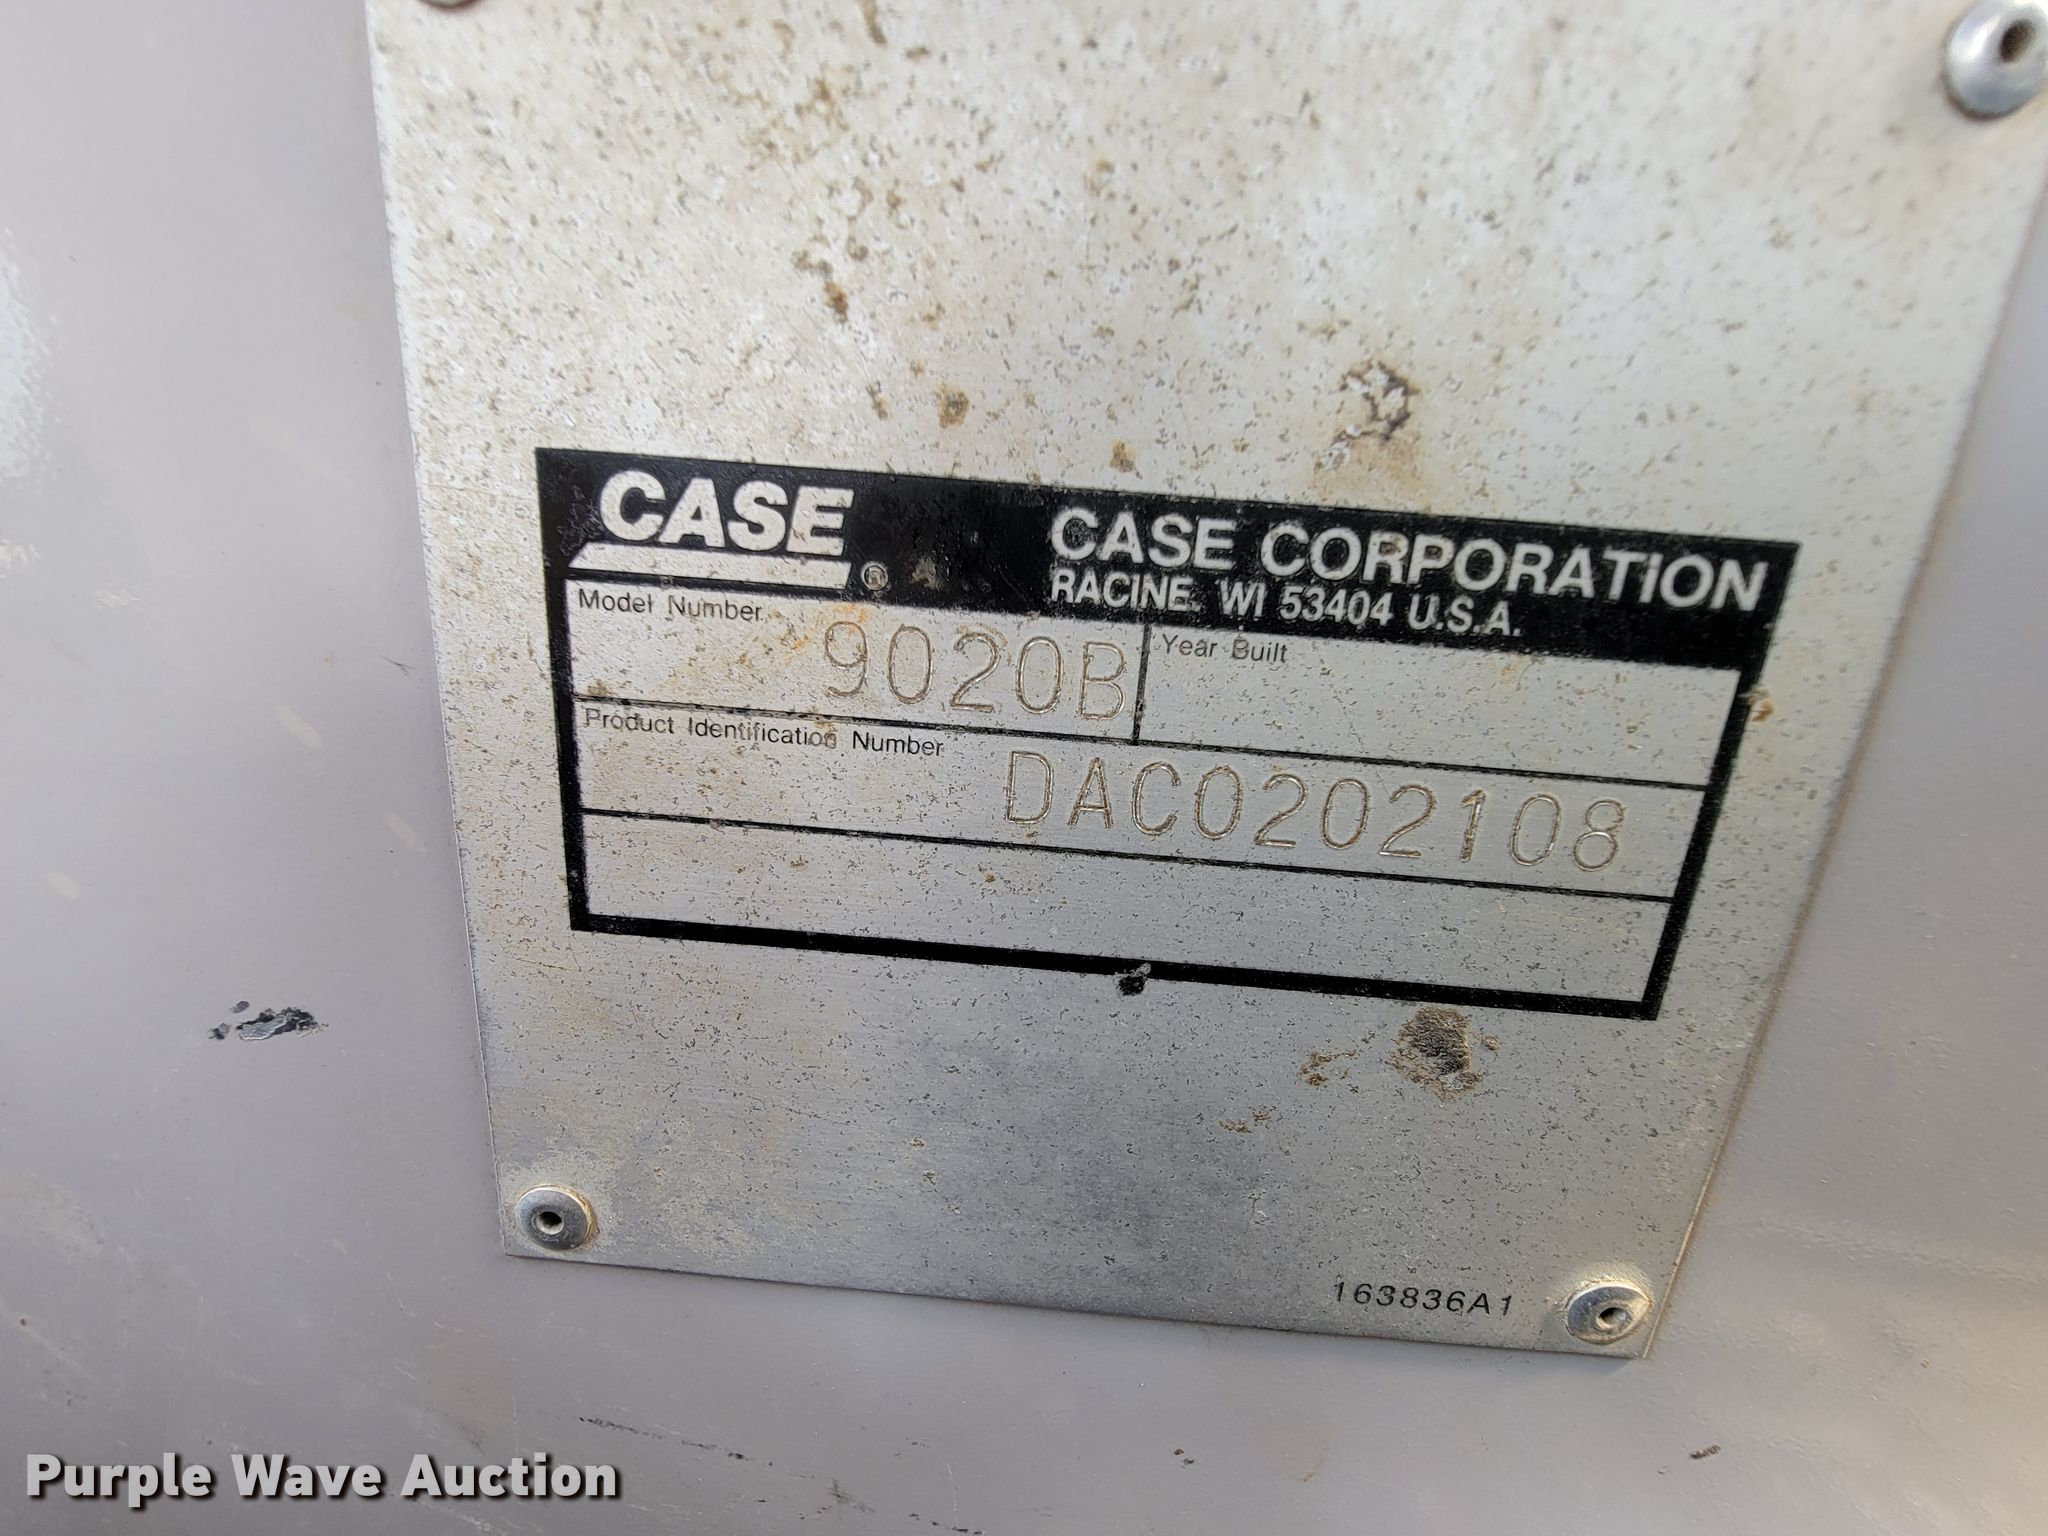 CASE®
CASE CORPORATION
RACINE, WI 53404 U.S.A.
Model Number
9020B
Year Built
Product Identification Number
DAC0202108
163836A1
Purple Wave Auction